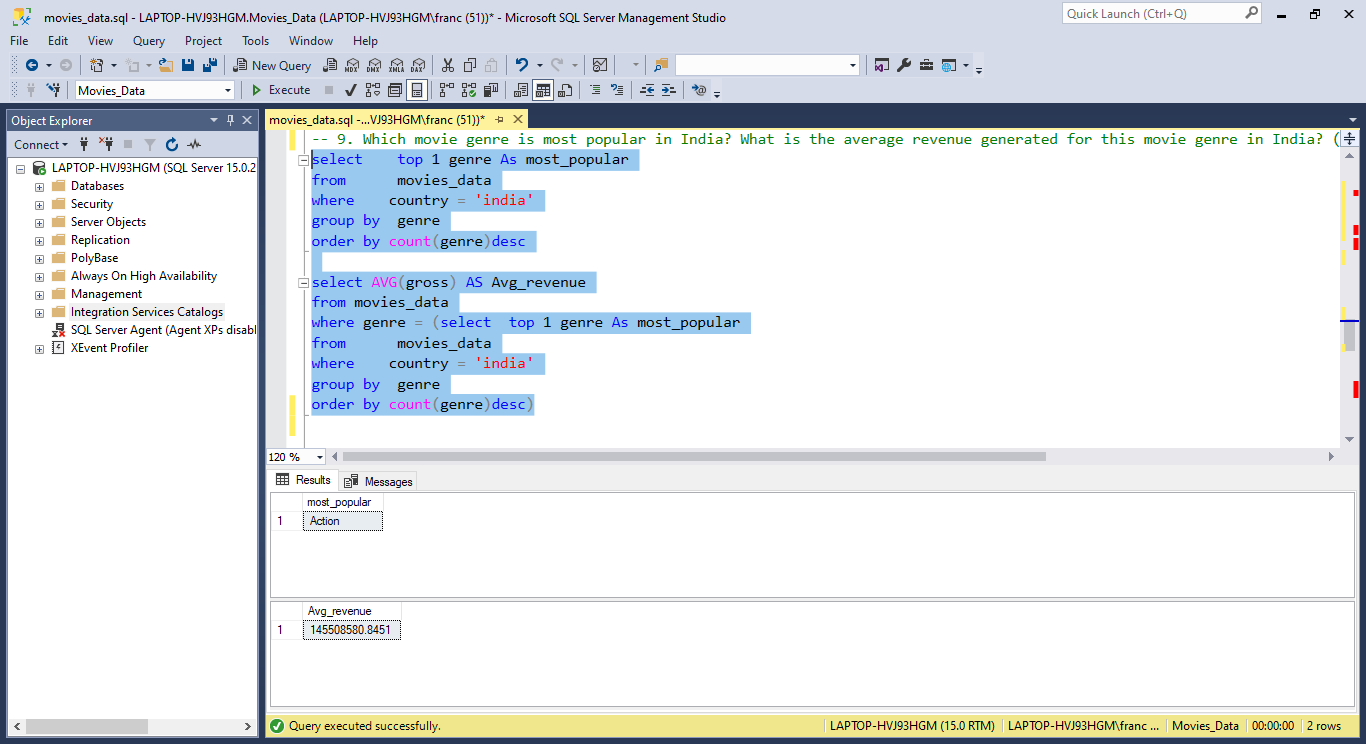 movies_data.sql - LAPTOP-HVJ93HGM.Movies_Data (LAPTOP-HVJ93HGM\franc (51))* - Microsoft SQL Server Management Studio
Quick Launch (Ctrl+Q)
File Edit View Query Project Tools Window Help
New Query
MDX DMX XMLA DAX
Movies_Data
Execute
Object Explorer
Connect
LAPTOP-HVJ93HGM (SQL Server 15.0.2
Databases
Security
Server Objects
Replication
PolyBase
Always On High Availability
Management
Integration Services Catalogs
SQL Server Agent (Agent XPs disabl
XEvent Profiler
movies_data.sql -...VJ93HGM\franc (51))*
-- 9. Which movie genre is most popular in India? What is the average revenue generated for this movie genre in India? (
select    top 1 genre As most_popular
from      movies_data
where    country = 'india'
group by  genre
order by count(genre)desc
select AVG(gross) AS Avg_revenue
from movies_data
where genre = (select  top 1 genre As most_popular
from      movies_data
where    country = 'india'
group by  genre
order by count(genre)desc)
120 %
Results Messages
most_popular
1 Action
Avg_revenue
1 145508580.8451
Query executed successfully.
LAPTOP-HVJ93HGM (15.0 RTM) LAPTOP-HVJ93HGM\franc ... Movies_Data 00:00:00 2 rows